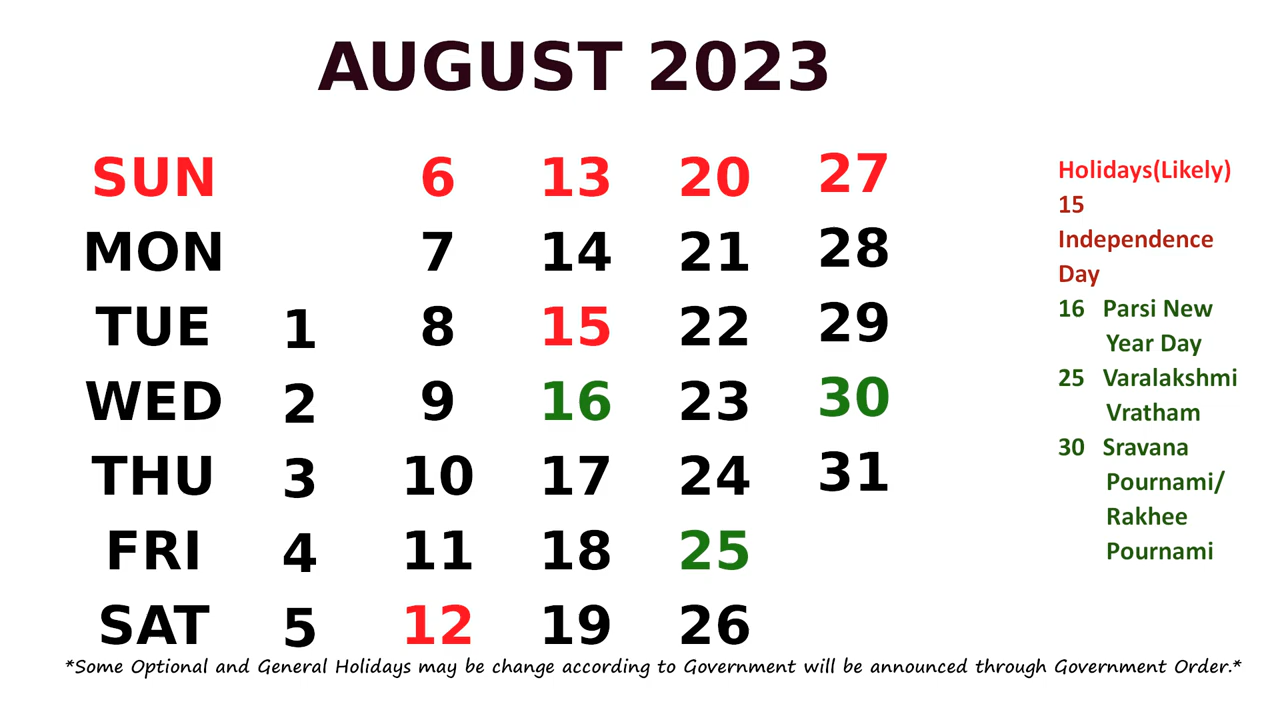 AUGUST 2023
SUN 6 13 20 27
MON 7 14 21 28
TUE 1 8 15 22 29
WED 2 9 16 23 30
THU 3 10 17 24 31
FRI 4 11 18 25
SAT 5 12 19 26
Holidays(Likely)
15
Independence
Day
16 Parsi New
Year Day
25 Varalakshmi
Vratham
30 Sravana
Pournami/
Rakhee
Pournami
*Some Optional and General Holidays may be change according to Government will be announced through Government Order.*